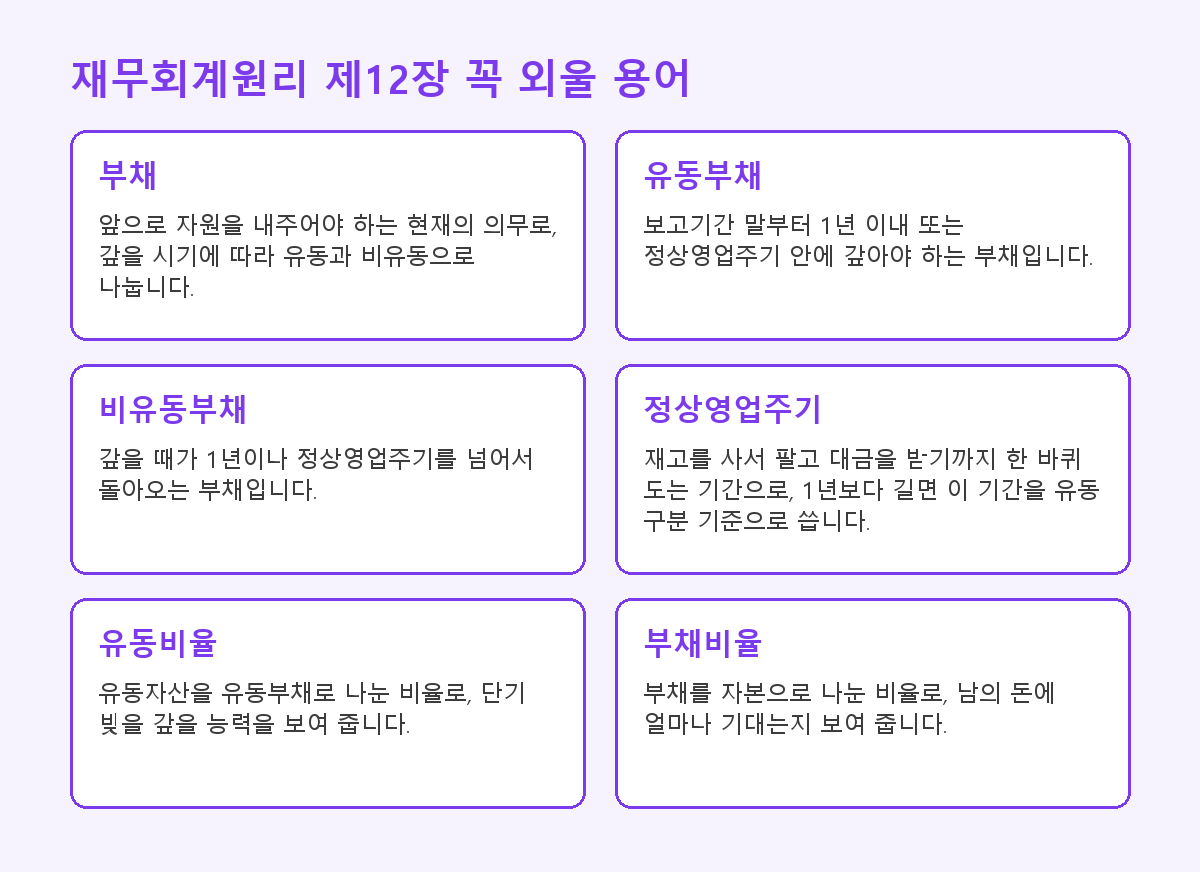 재무회계원리 제12장 꼭 외울 용어
부채
앞으로 자원을 내주어야 하는 현재의 의무로,
갚을 시기에 따라 유동과 비유동으로
나눕니다.
유동부채
보고기간 말부터 1년 이내 또는
정상영업주기 안에 갚아야 하는 부채입니다.
비유동부채
갚을 때가 1년이나 정상영업주기를 넘어서
돌아오는 부채입니다.
정상영업주기
재고를 사서 팔고 대금을 받기까지 한 바퀴
도는 기간으로, 1년보다 길면 이 기간을 유동
구분 기준으로 씁니다.
유동비율
유동자산을 유동부채로 나눈 비율로, 단기
빚을 갚을 능력을 보여 줍니다.
부채비율
부채를 자본으로 나눈 비율로, 남의 돈에
얼마나 기대는지 보여 줍니다.